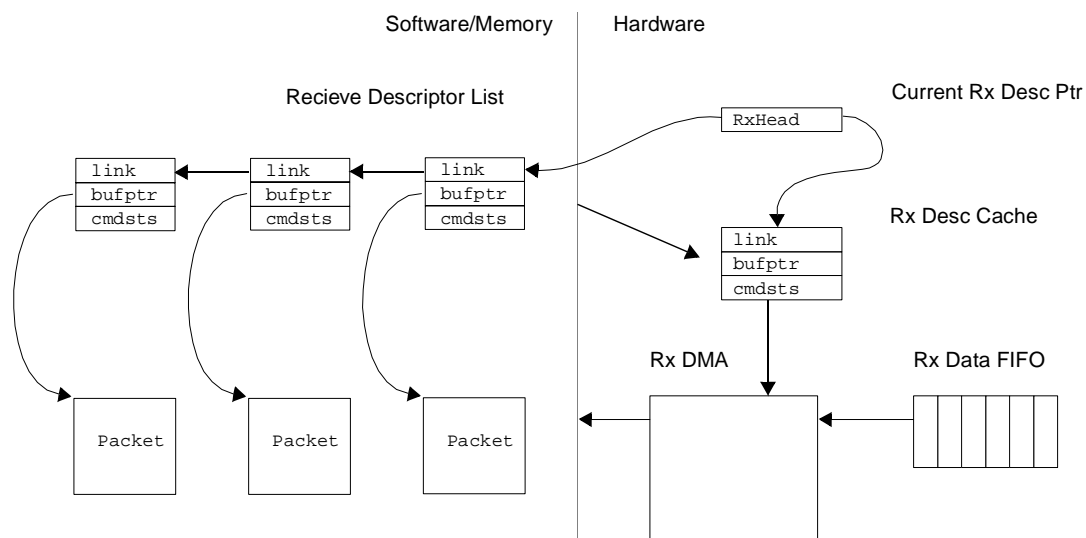 Software/Memory
Hardware
Recieve Descriptor List
Current Rx Desc Ptr
RxHead
link
bufptr
cmdsts
link
bufptr
cmdsts
link
bufptr
cmdsts
Rx Desc Cache
link
bufptr
cmdsts
Rx DMA
Rx Data FIFO
Packet
Packet
Packet